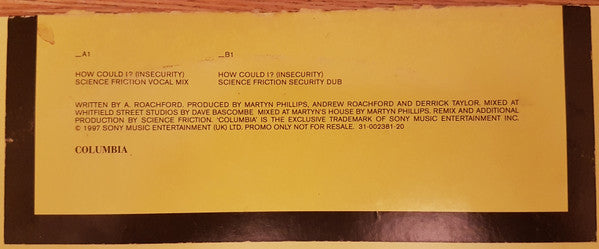 _A1
HOW COULD I? (INSECURITY)
SCIENCE FRICTION VOCAL MIX
_B1
HOW COULD I? (INSECURITY)
SCIENCE FRICTION SECURITY DUB
WRITTEN BY A. ROACHFORD. PRODUCED BY MARTYN PHILLIPS, ANDREW ROACHFORD AND DERRICK TAYLOR. MIXED AT
WHITFIELD STREET STUDIOS BY DAVE BASCOMBE. MIXED AT MARTYN'S HOUSE BY MARTYN PHILLIPS. REMIX AND ADDITIONAL
PRODUCTION BY SCIENCE FRICTION. 'COLUMBIA' IS THE EXCLUSIVE TRADEMARK OF SONY MUSIC ENTERTAINMENT INC.
© 1997 SONY MUSIC ENTERTAINMENT (UK) LTD. PROMO ONLY NOT FOR RESALE. 31-002381-20
COLUMBIA